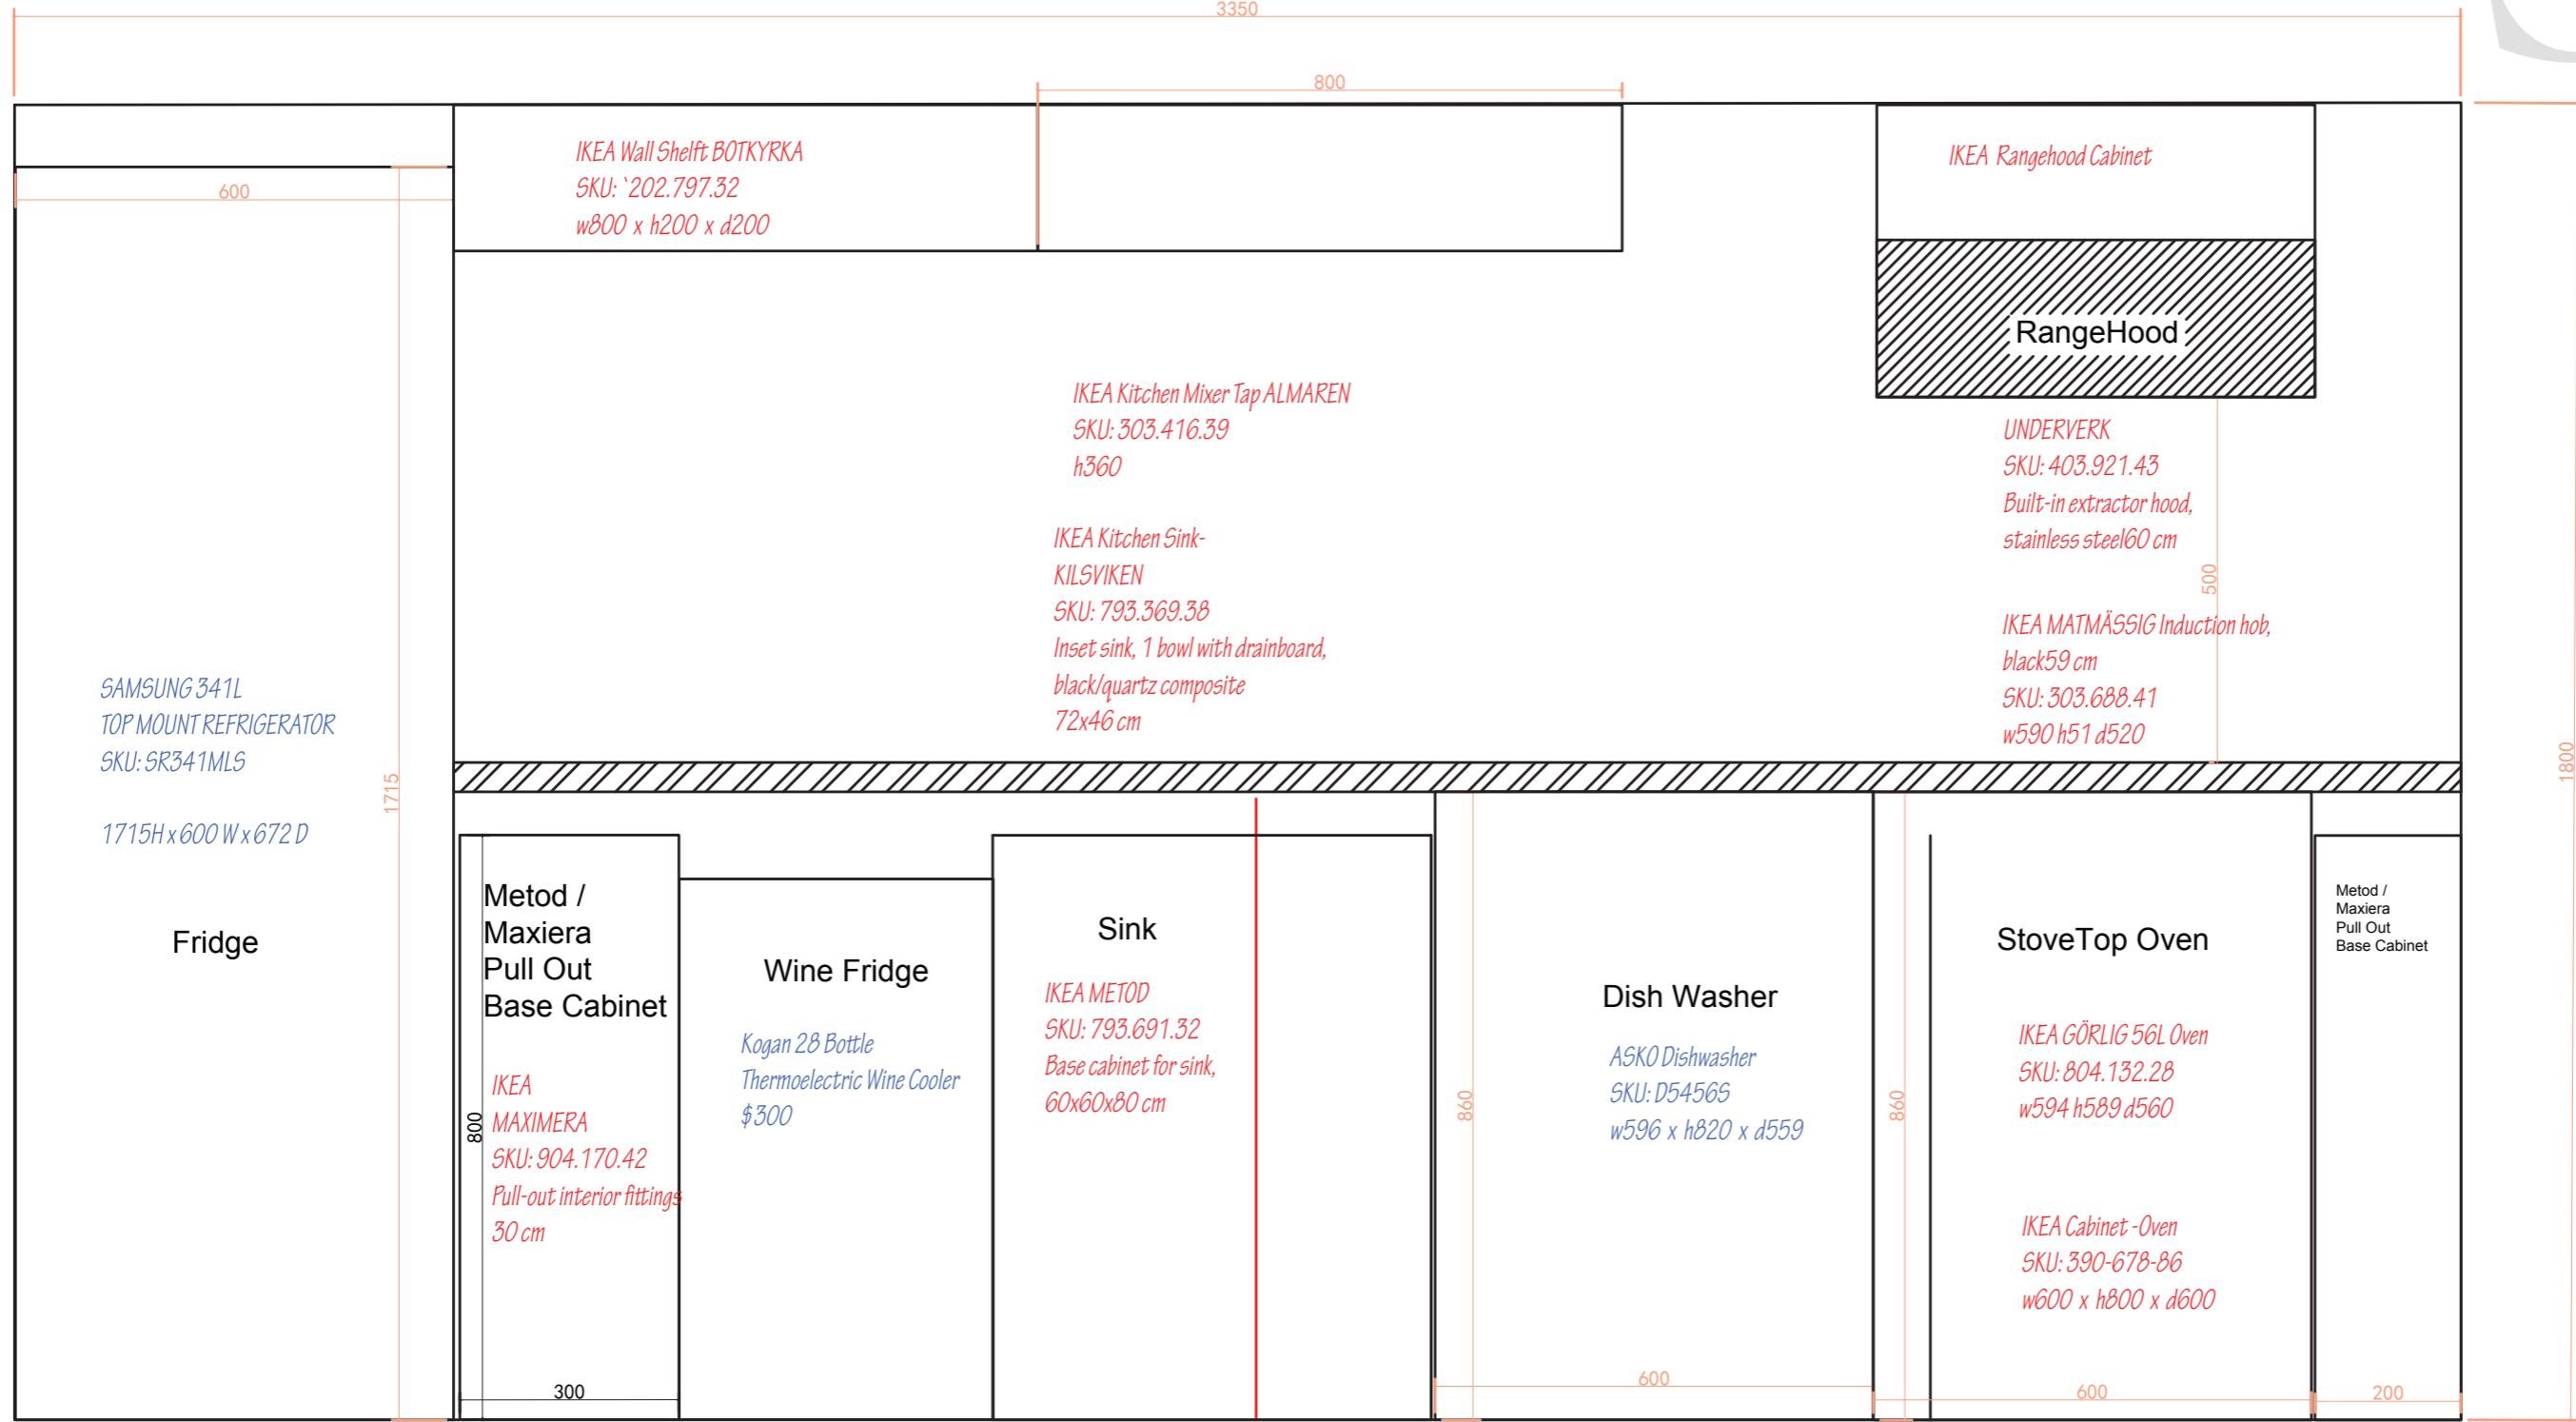 3350
800
IKEA Wall Shelft BOTKYRKA
SKU: `202.797.32
w800 x h200 x d200
IKEA Rangehood Cabinet
600
RangeHood
IKEA Kitchen Mixer Tap ALMAREN
SKU: 303.416.39
h360
UNDERVERK
SKU: 403.921.43
Built-in extractor hood,
stainless steel60 cm
500
IKEA Kitchen Sink-
KILSVIKEN
SKU: 793.369.38
Inset sink, 1 bowl with drainboard,
black/quartz composite
72x46 cm
IKEA MATMÄSSIG Induction hob,
black59 cm
SKU: 303.688.41
w590 h51 d520
SAMSUNG 341L
TOP MOUNT REFRIGERATOR
SKU: SR341MLS
1715H x 600 W x 672 D
1715
1800
Fridge
Metod /
Maxiera
Pull Out
Base Cabinet
IKEA
MAXIMERA
SKU: 904.170.42
Pull-out interior fittings
30 cm
800
300
Wine Fridge
Kogan 28 Bottle
Thermoelectric Wine Cooler
$300
Sink
IKEA METOD
SKU: 793.691.32
Base cabinet for sink,
60x60x80 cm
860
Dish Washer
ASKO Dishwasher
SKU: D5456S
w596 x h820 x d559
600
860
StoveTop Oven
IKEA GÖRLIG 56L Oven
SKU: 804.132.28
w594 h589 d560
IKEA Cabinet -Oven
SKU: 390-678-86
w600 x h800 x d600
600
Metod /
Maxiera
Pull Out
Base Cabinet
200